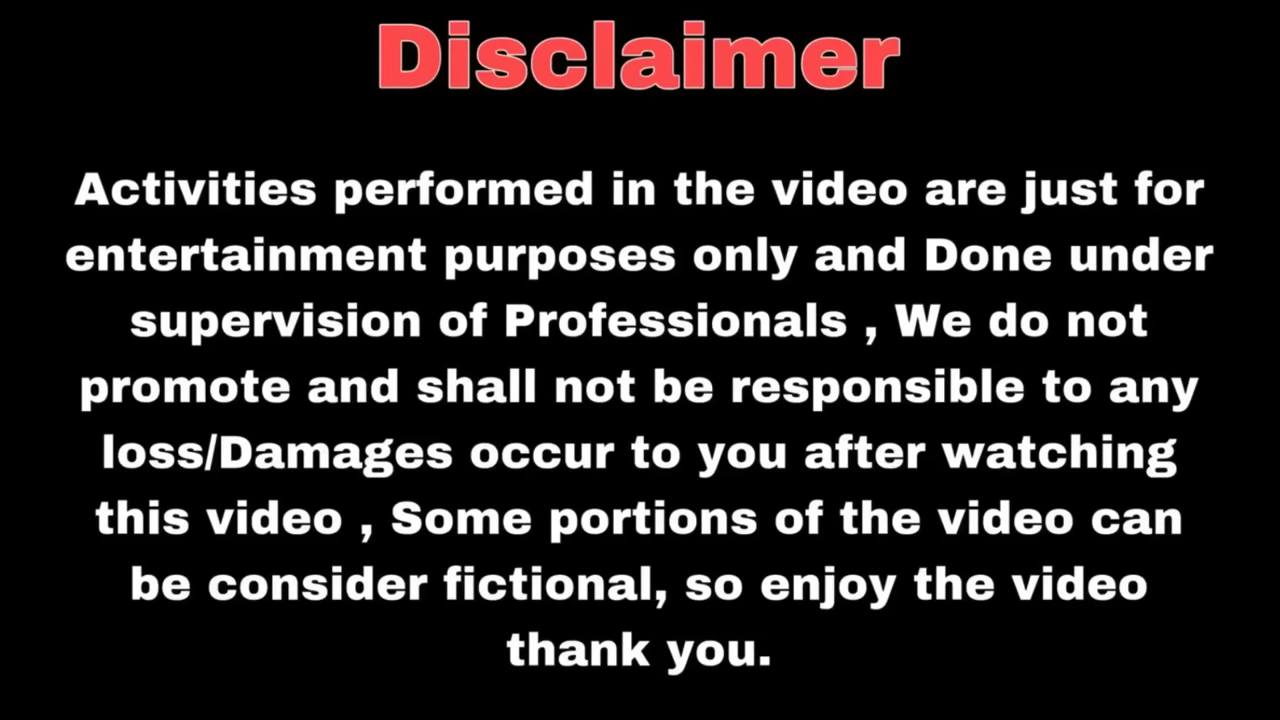 Disclaimer
Activities performed in the video are just for
entertainment purposes only and Done under
supervision of Professionals , We do not
promote and shall not be responsible to any
loss/Damages occur to you after watching
this video , Some portions of the video can
be consider fictional, so enjoy the video
thank you.